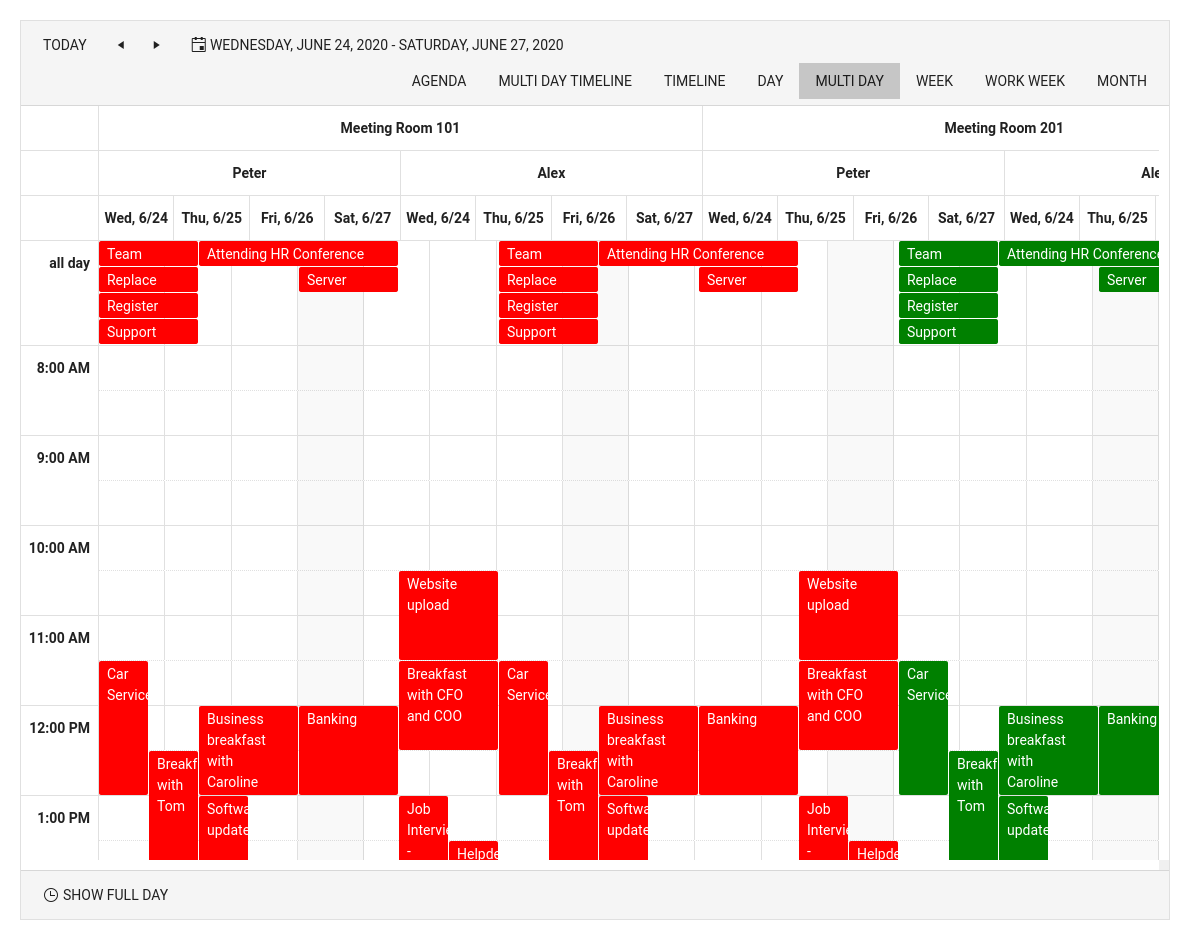 TODAY WEDNESDAY, JUNE 24, 2020 - SATURDAY, JUNE 27, 2020
AGENDA MULTI DAY TIMELINE TIMELINE DAY MULTI DAY WEEK WORK WEEK MONTH
Meeting Room 101 Meeting Room 201
Peter Alex Peter Ale
Wed, 6/24 Thu, 6/25 Fri, 6/26 Sat, 6/27 Wed, 6/24 Thu, 6/25 Fri, 6/26 Sat, 6/27 Wed, 6/24 Thu, 6/25 Fri, 6/26 Sat, 6/27 Wed, 6/24 Thu, 6/25
all day
Team Attending HR Conference Team Attending HR Conference Team Attending HR Conference
Replace Server Replace Server Replace Server
Register Register Register
Support Support Support
8:00 AM
9:00 AM
10:00 AM
Website Website
upload upload
11:00 AM
Car Breakfast Car Breakfast Car
Service with CFO Service with CFO Service
and COO and COO
12:00 PM
Business Banking Business Banking Business Banking
breakfast breakfast breakfast
with with with
Caroline Caroline Caroline
Breakf Breakf Breakf
with with with
Tom Tom Tom
1:00 PM
Softwa Job Softwa Job Softwa
update Intervie update Intervie update
- -
Helpde Helpde
SHOW FULL DAY